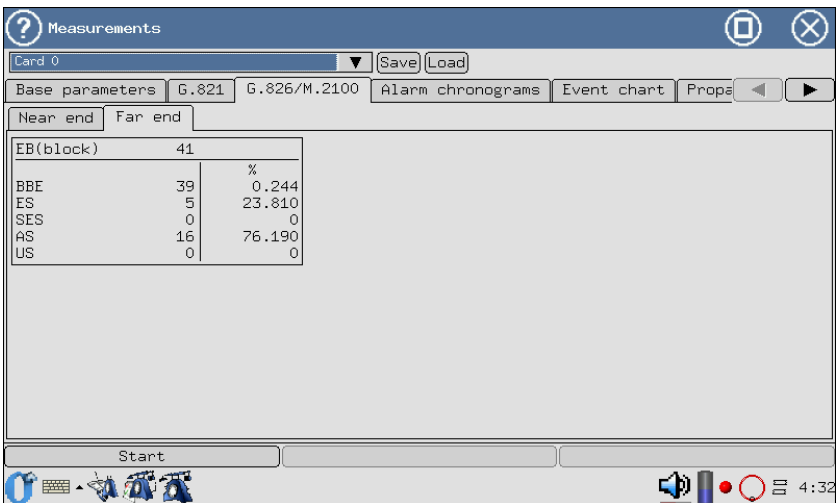 Measurements
Card 0 Save Load
Base parameters G.821 G.826/M.2100 Alarm chronograms Event chart Propa
Near end Far end
EB(block) 41
%
BBE 39 0.244
ES 5 23.810
SES 0 0
AS 16 76.190
US 0 0
Start
4:32